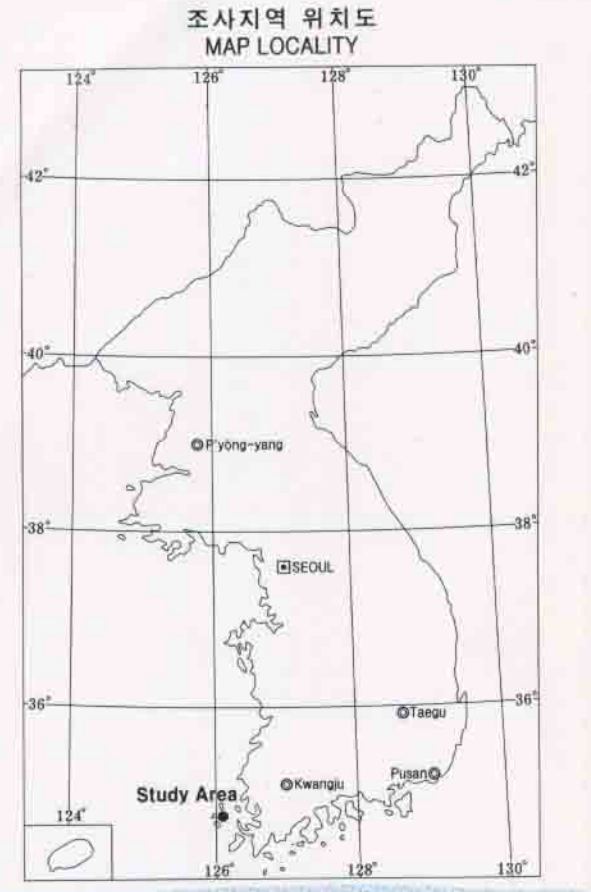 조사지역 위치도
MAP LOCALITY
124° 126° 128° 130°
42° 42°
40° 40°
P'yŏng-yang
38° 38°
SEOUL
36° 36°
Taegu
Pusan
Kwangju
Study Area
124°
126° 128° 130°